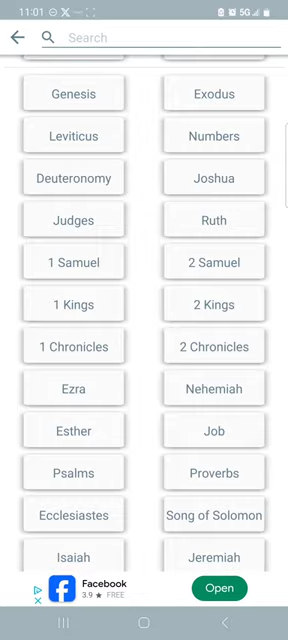 11:01
5G
Search
Genesis
Exodus
Leviticus
Numbers
Deuteronomy
Joshua
Judges
Ruth
1 Samuel
2 Samuel
1 Kings
2 Kings
1 Chronicles
2 Chronicles
Ezra
Nehemiah
Esther
Job
Psalms
Proverbs
Ecclesiastes
Song of Solomon
Isaiah
Jeremiah
Facebook
3.9 ★ FREE
Open